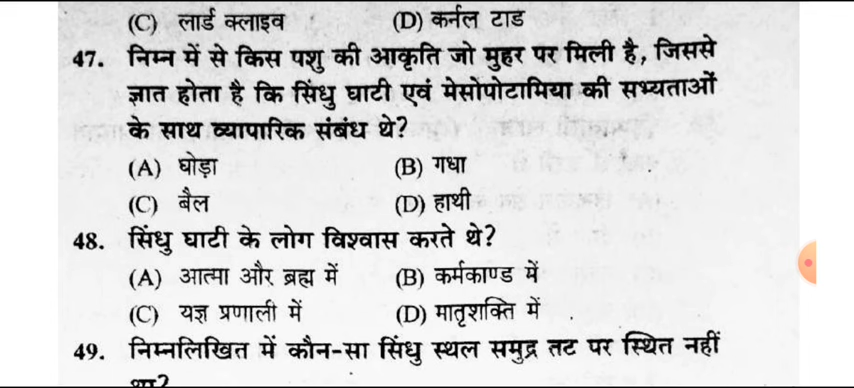 (C) लार्ड क्लाइव (D) कर्नल टाड
47. निम्न में से किस पशु की आकृति जो मुहर पर मिली है, जिससे
ज्ञात होता है कि सिंधु घाटी एवं मेसोपोटामिया की सभ्यताओं
के साथ व्यापारिक संबंध थे?
(A) घोड़ा (B) गधा
(C) बैल (D) हाथी
48. सिंधु घाटी के लोग विश्वास करते थे?
(A) आत्मा और ब्रह्म में (B) कर्मकाण्ड में
(C) यज्ञ प्रणाली में (D) मातृशक्ति में
49. निम्नलिखित में कौन-सा सिंधु स्थल समुद्र तट पर स्थित नहीं